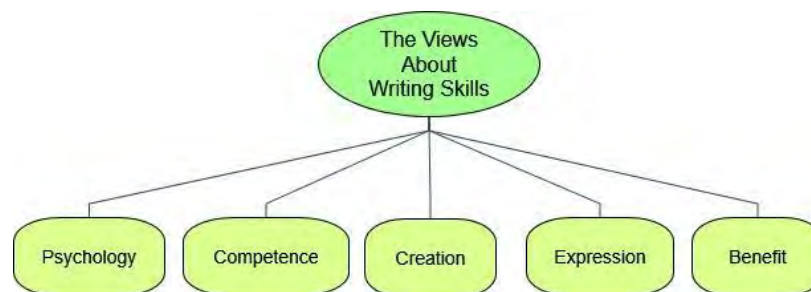 The Views
About
Writing Skills
Psychology
Competence
Creation
Expression
Benefit